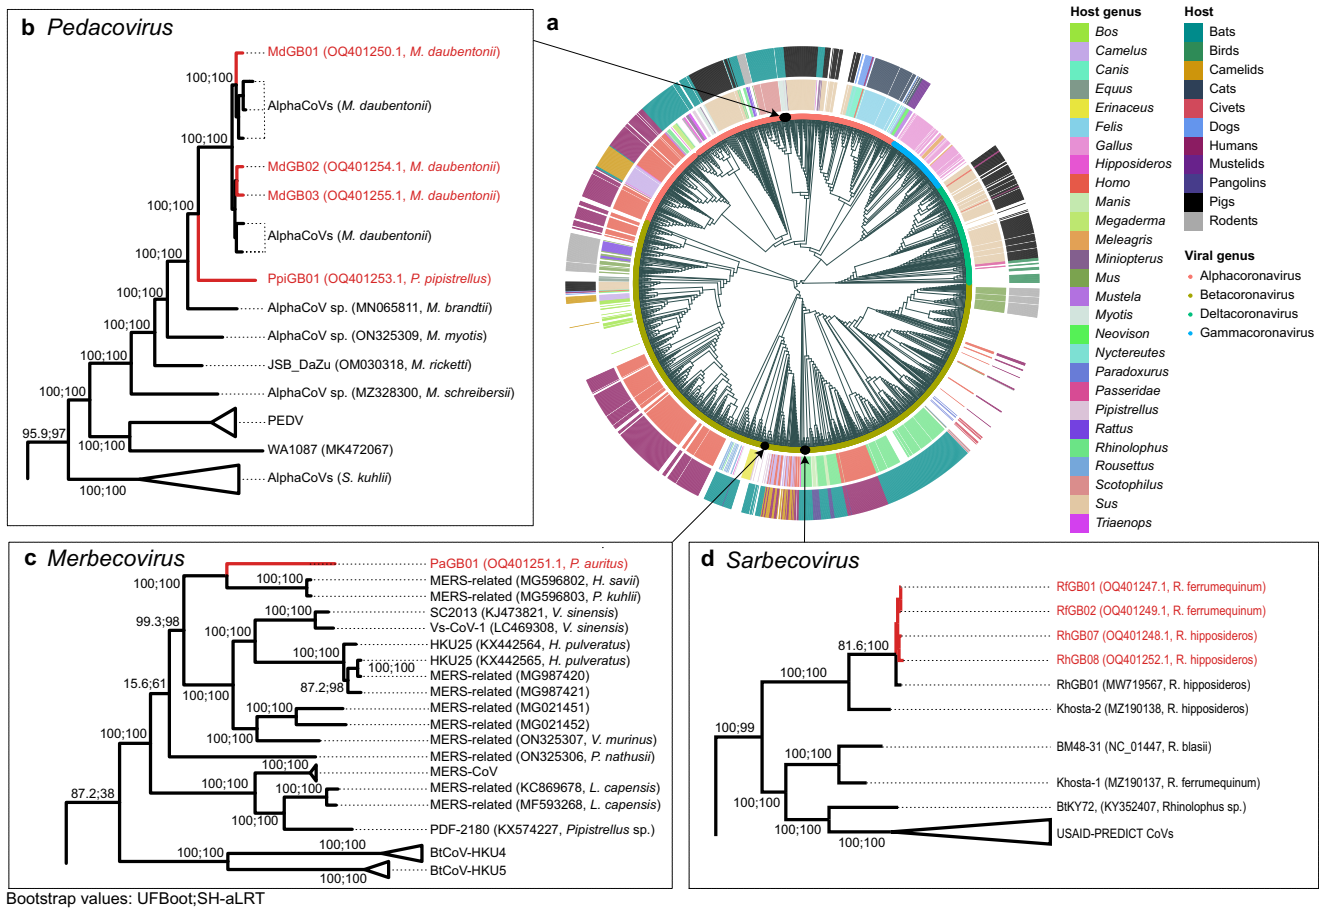 b Pedacovirus
MdGB01 (OQ401250.1, M. daubentonii)
100;100
AlphaCoVs (M. daubentonii)
100;100
MdGB02 (OQ401254.1, M. daubentonii)
MdGB03 (OQ401255.1, M. daubentonii)
100;100
AlphaCoVs (M. daubentonii)
PpiGB01 (OQ401253.1, P. pipistrellus)
100;100
AlphaCoV sp. (MN065811, M. brandtii)
100;100
AlphaCoV sp. (ON325309, M. myotis)
100;100
JSB_DaZu (OM030318, M. ricketti)
100;100
AlphaCoV sp. (MZ328300, M. schreibersii)
PEDV
95.9;97
100;100
WA1087 (MK472067)
AlphaCoVs (S. kuhlii)
100;100
a
Host genus
Bos
Camelus
Canis
Equus
Erinaceus
Felis
Gallus
Hipposideros
Homo
Manis
Megaderma
Meleagris
Miniopterus
Mus
Mustela
Myotis
Neovison
Nyctereutes
Paradoxurus
Passeridae
Pipistrellus
Rattus
Rhinolophus
Rousettus
Scotophilus
Sus
Triaenops
Host
Bats
Birds
Camelids
Cats
Civets
Dogs
Humans
Mustelids
Pangolins
Pigs
Rodents
Viral genus
Alphacoronavirus
Betacoronavirus
Deltacoronavirus
Gammacoronavirus
c Merbecovirus
PaGB01 (OQ401251.1, P. auritus)
100;100
100;100
MERS-related (MG596802, H. savii)
MERS-related (MG596803, P. kuhlii)
99.3;98
100;100
SC2013 (KJ473821, V. sinensis)
100;100
Vs-CoV-1 (LC469308, V. sinensis)
HKU25 (KX442564, H. pulveratus)
100;100
HKU25 (KX442565, H. pulveratus)
100;100
MERS-related (MG987420)
15.6;61
100;100
87.2;98
MERS-related (MG987421)
100;100
MERS-related (MG021451)
MERS-related (MG021452)
100;100
100;100
MERS-related (ON325307, V. murinus)
MERS-related (ON325306, P. nathusii)
100;100
MERS-CoV
87.2;38
100;100
100;100
MERS-related (KC869678, L. capensis)
MERS-related (MF593268, L. capensis)
100;100
PDF-2180 (KX574227, Pipistrellus sp.)
100;100
100;100
BtCoV-HKU4
BtCoV-HKU5
100;100
d Sarbecovirus
RfGB01 (OQ401247.1, R. ferrumequinum)
RfGB02 (OQ401249.1, R. ferrumequinum)
RhGB07 (OQ401248.1, R. hipposideros)
81.6;100
RhGB08 (OQ401252.1, R. hipposideros)
100;100
RhGB01 (MW719567, R. hipposideros)
Khosta-2 (MZ190138, R. hipposideros)
100;99
BM48-31 (NC_01447, R. blasii)
100;100
Khosta-1 (MZ190137, R. ferrumequinum)
100;100
BtKY72, (KY352407, Rhinolophus sp.)
100;100
USAID-PREDICT CoVs
100;100
Bootstrap values: UFBoot;SH-aLRT